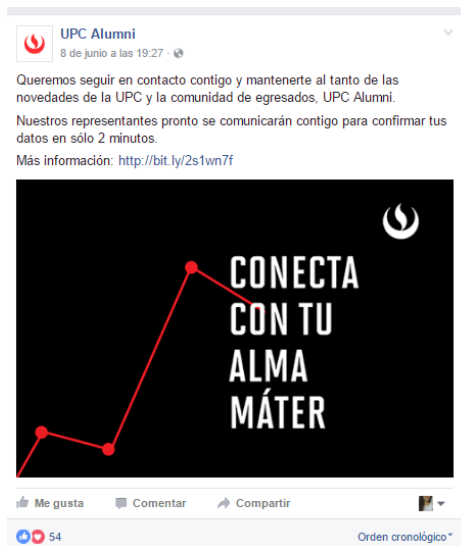 UPC Alumni
8 de junio a las 19:27 ·
Queremos seguir en contacto contigo y mantenerte al tanto de las
novedades de la UPC y la comunidad de egresados, UPC Alumni.
Nuestros representantes pronto se comunicarán contigo para confirmar tus
datos en sólo 2 minutos.
Más información: http://bit.ly/2s1wn7f
CONECTA
CON TU
ALMA
MÁTER
Me gusta Comentar Compartir
54 Orden cronológico